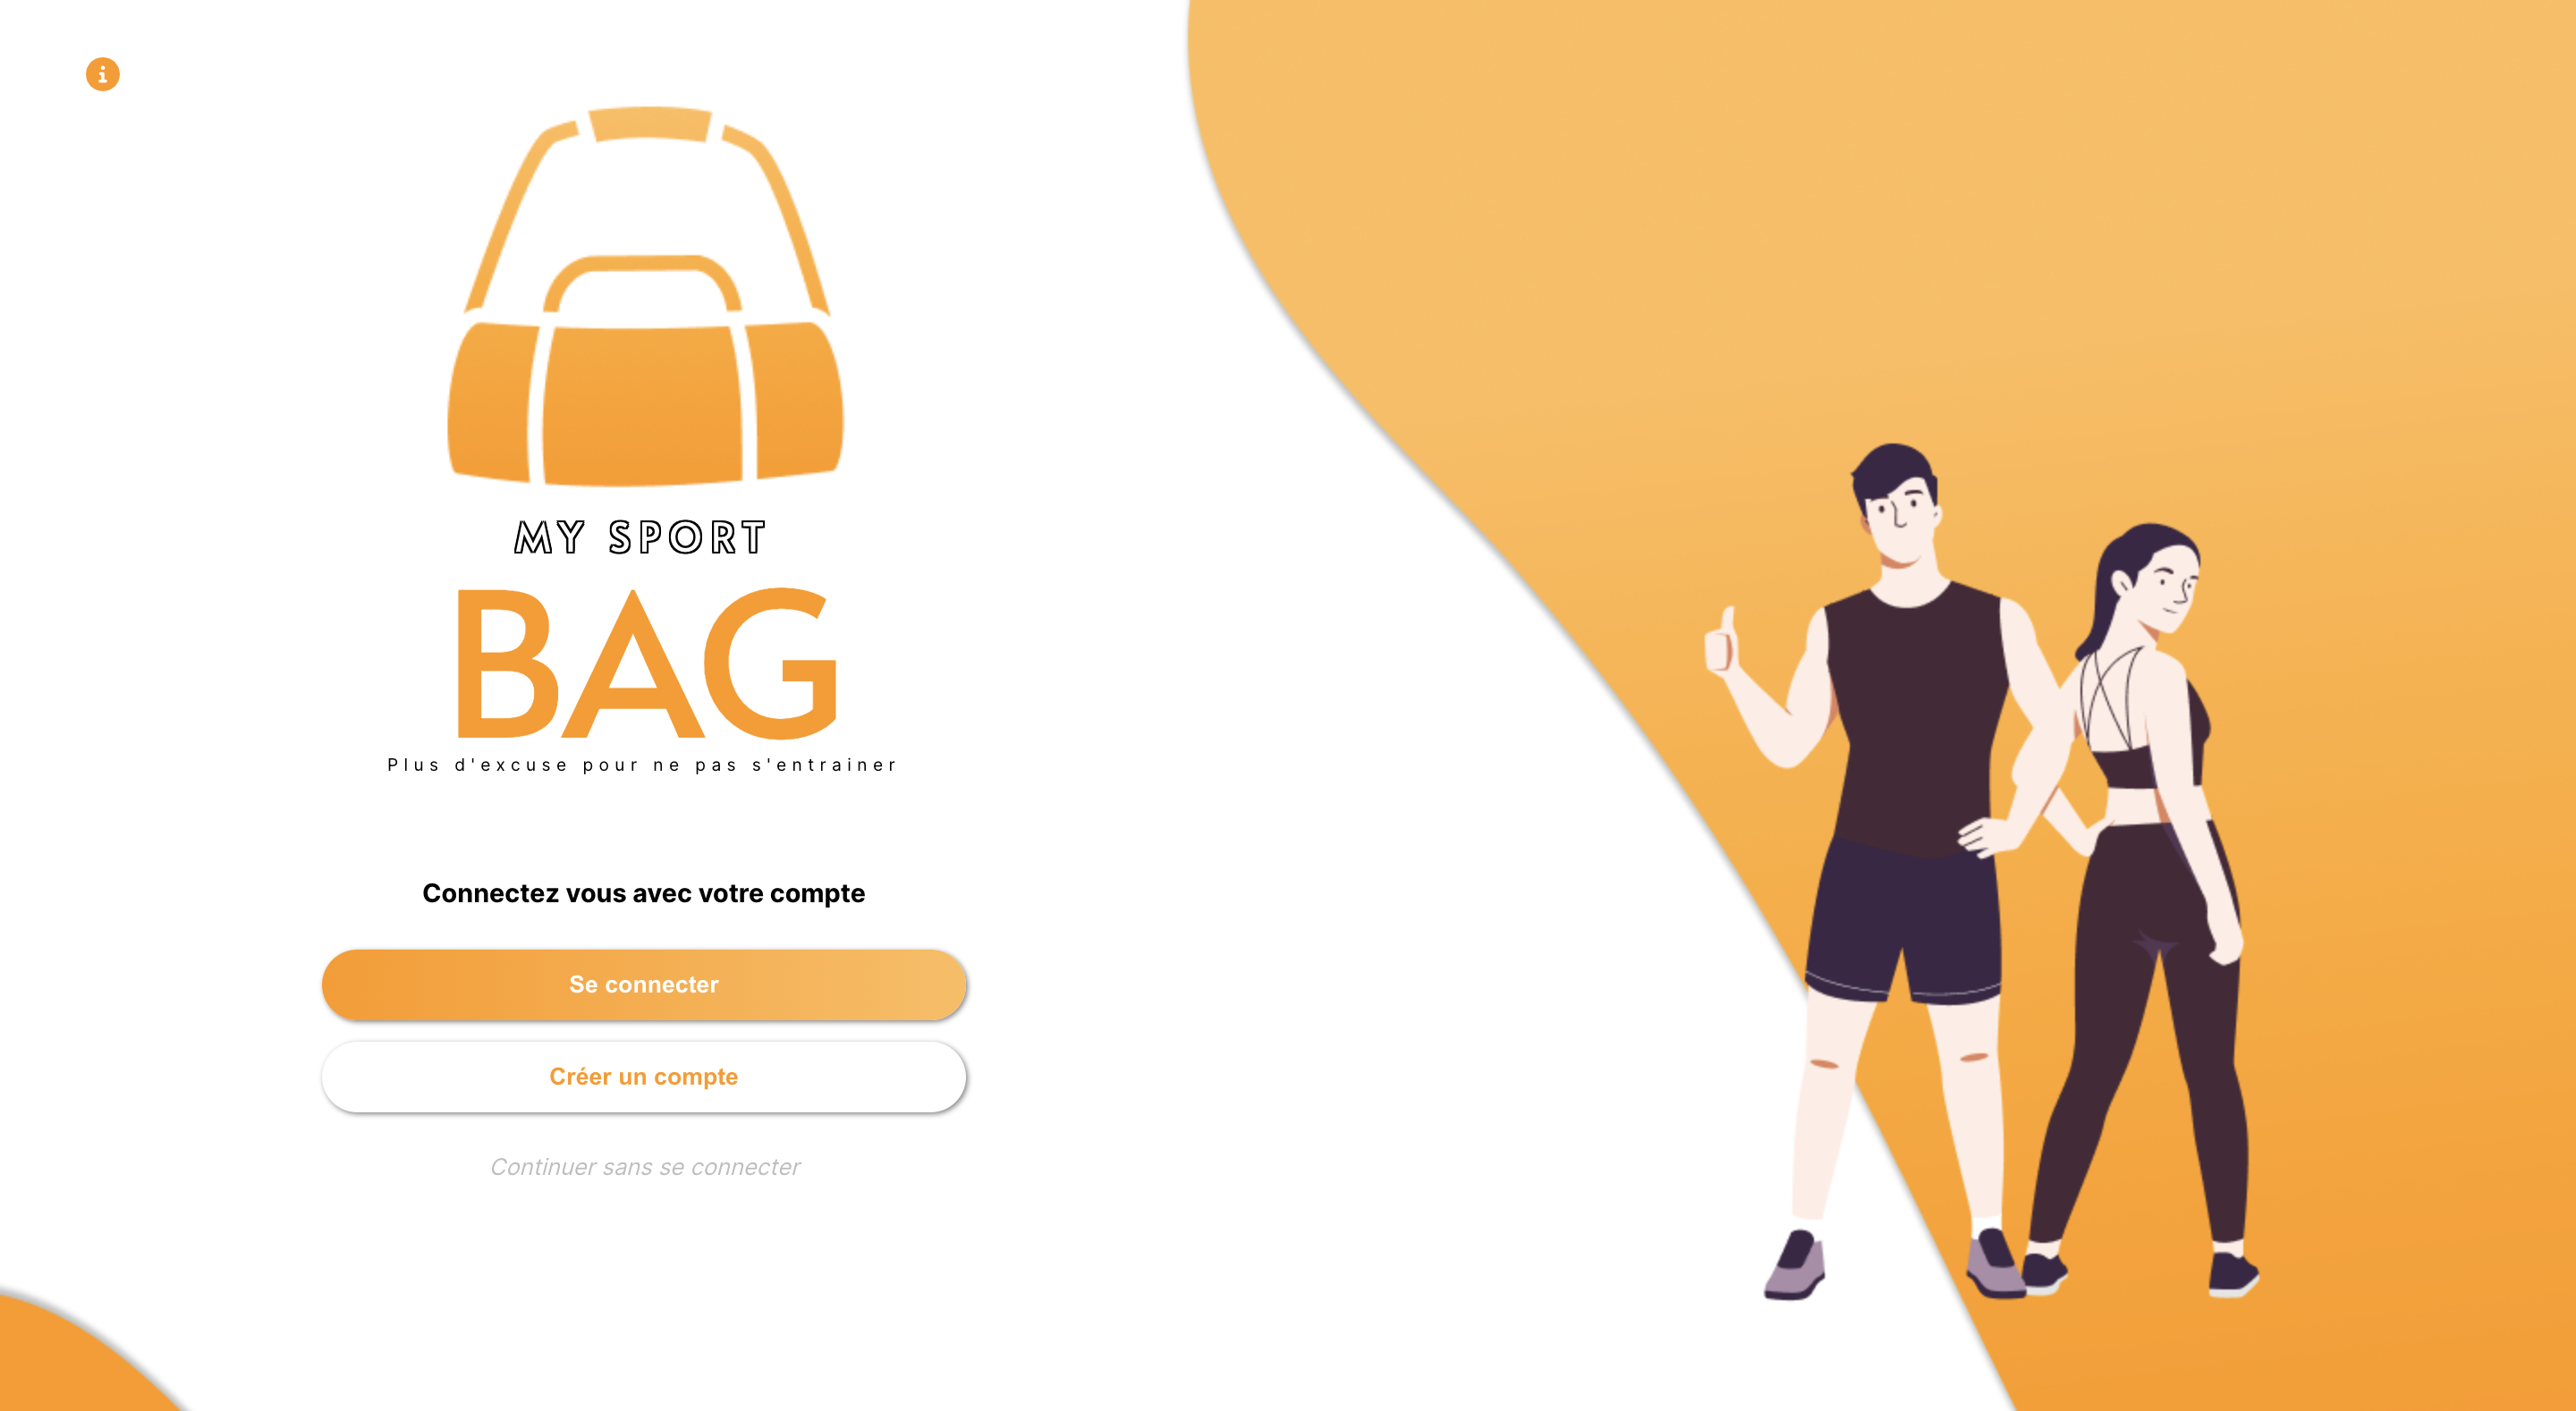 MY SPORT
BAG
Plus d'excuse pour ne pas s'entrainer
Connectez vous avec votre compte
Se connecter
Créer un compte
Continuer sans se connecter